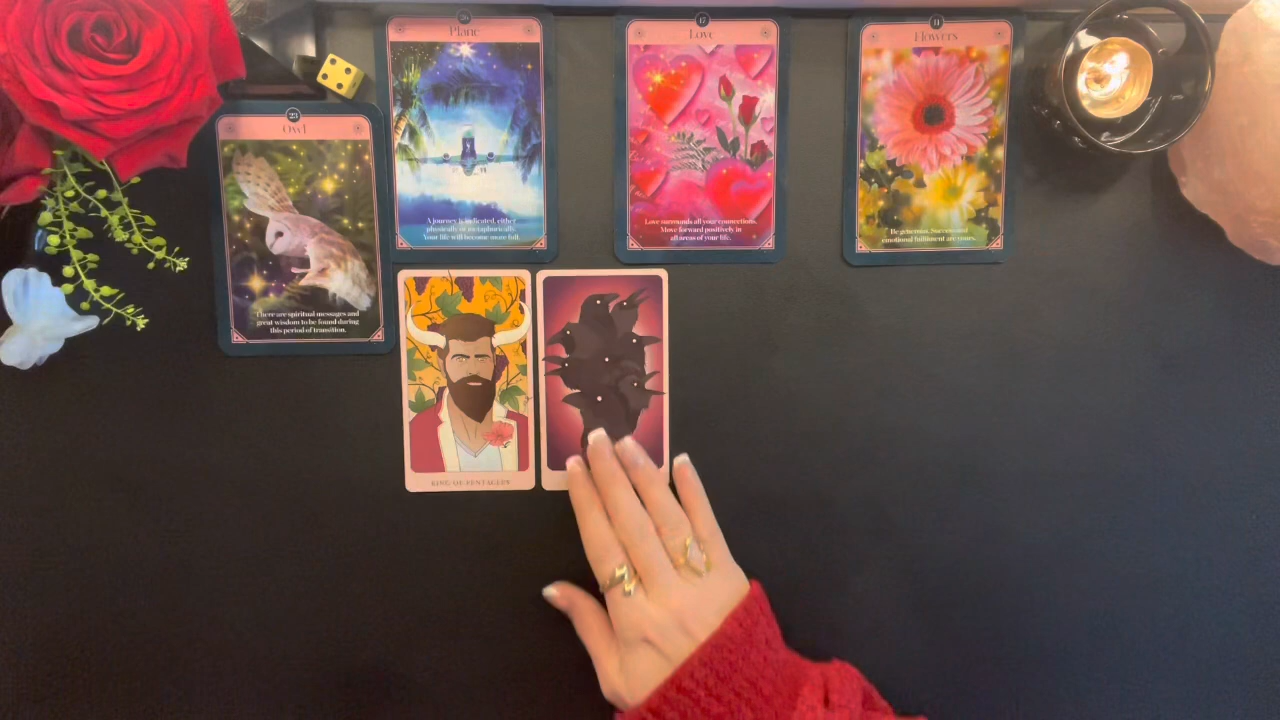 23
Owl
There are spiritual messages and
great wisdom to be found during
this period of transition.
26
Plane
A journey is indicated, either
physically or metaphorically.
Your life will become more full.
17
Love
Love surrounds all your connections.
Move forward positively in
all areas of your life.
11
Flowers
Be generous. Success and
emotional fulfilment are yours.
KING OF PENTACLES